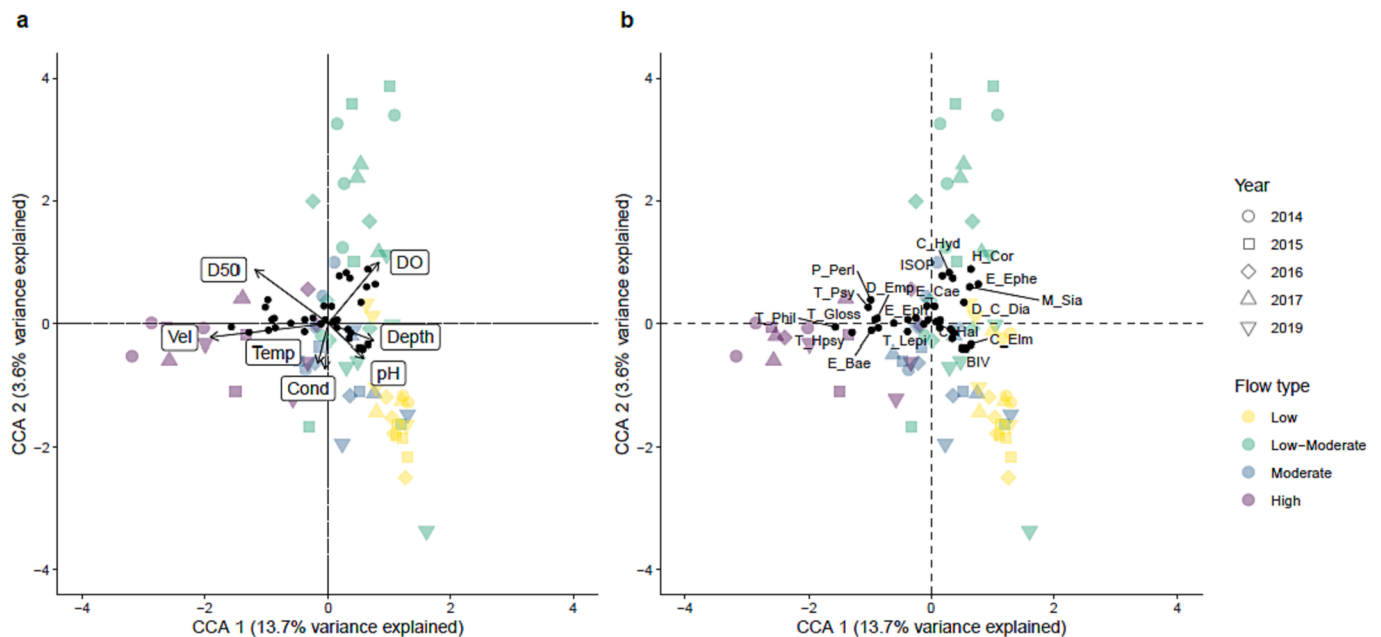 a
CCA 2 (3.6% variance explained)
4
2
0
−2
−4
D50
DO
Vel
Temp
Depth
Cond
pH
−4
−2
0
2
4
CCA 1 (13.7% variance explained)
b
CCA 2 (3.6% variance explained)
4
2
0
−2
−4
C_Hyd
H_Cor
ISOP
P_Perl
E_Ephe
D_Emp
E_Cae
T_Psy
M_Sia
T_Phil
T_Gloss
E_Eph
D_C_Dia
T_Hpsy
T_Lepi
C_Hal
C_Elm
E_Bae
BIV
−4
−2
0
2
4
CCA 1 (13.7% variance explained)
Year
2014
2015
2016
2017
2019
Flow type
Low
Low−Moderate
Moderate
High